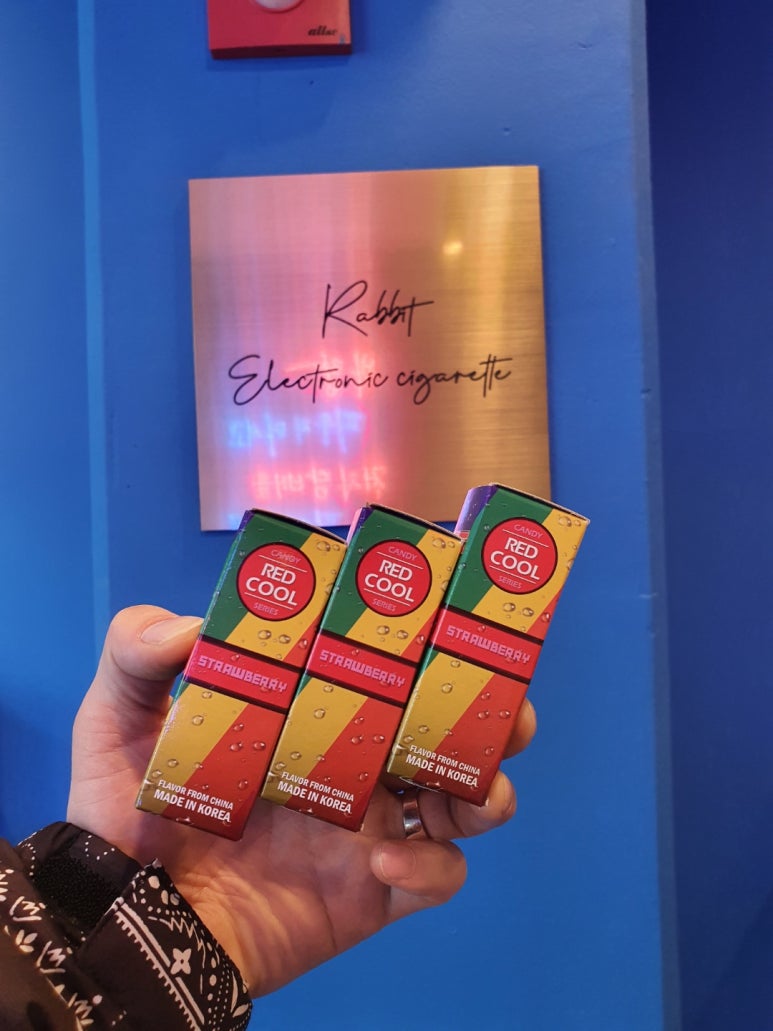 allsc
Rabbit
Electronic cigarette
CANDY
RED
COOL
SERIES
STRAWBERRY
FLAVOR FROM CHINA
MADE IN KOREA
CANDY
RED
COOL
SERIES
STRAWBERRY
FLAVOR FROM CHINA
MADE IN KOREA
CANDY
RED
COOL
SERIES
STRAWBERRY
FLAVOR FROM CHINA
MADE IN KOREA